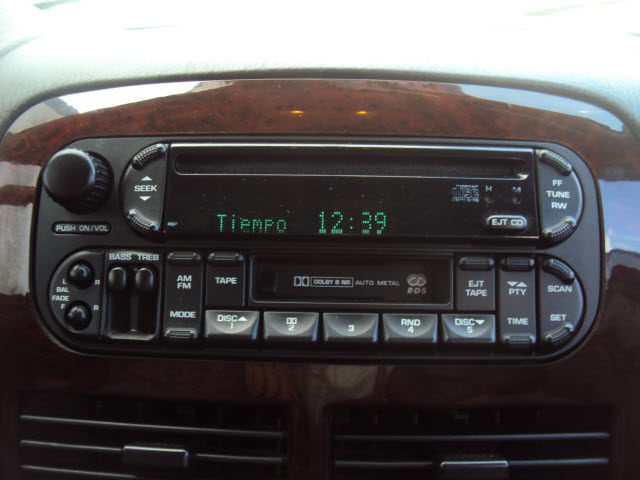 SEEK
PUSH ON/VOL
Tiempo 12:39
H M
EJT CD
FF
TUNE
RW
BASS TREB
L
BAL
R
FADE
R
F
AM
FM
MODE
TAPE
DOLBY B NR AUTO METAL
R·D·S
EJT
TAPE
PTY
TIME
SCAN
SET
DISC
1
2
3
RND
4
DISC
5